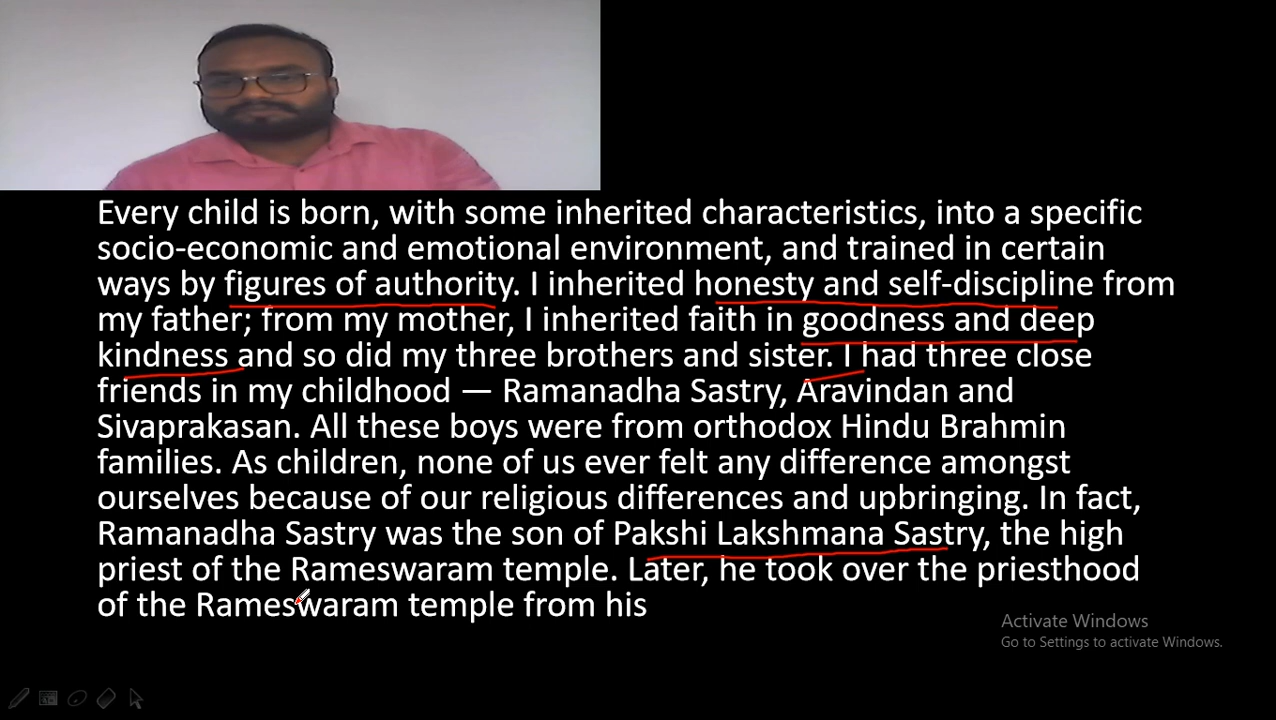 Every child is born, with some inherited characteristics, into a specific
socio-economic and emotional environment, and trained in certain
ways by figures of authority. I inherited honesty and self-discipline from
my father; from my mother, I inherited faith in goodness and deep
kindness and so did my three brothers and sister. I had three close
friends in my childhood — Ramanadha Sastry, Aravindan and
Sivaprakasan. All these boys were from orthodox Hindu Brahmin
families. As children, none of us ever felt any difference amongst
ourselves because of our religious differences and upbringing. In fact,
Ramanadha Sastry was the son of Pakshi Lakshmana Sastry, the high
priest of the Rameswaram temple. Later, he took over the priesthood
of the Rameswaram temple from his
Activate Windows
Go to Settings to activate Windows.